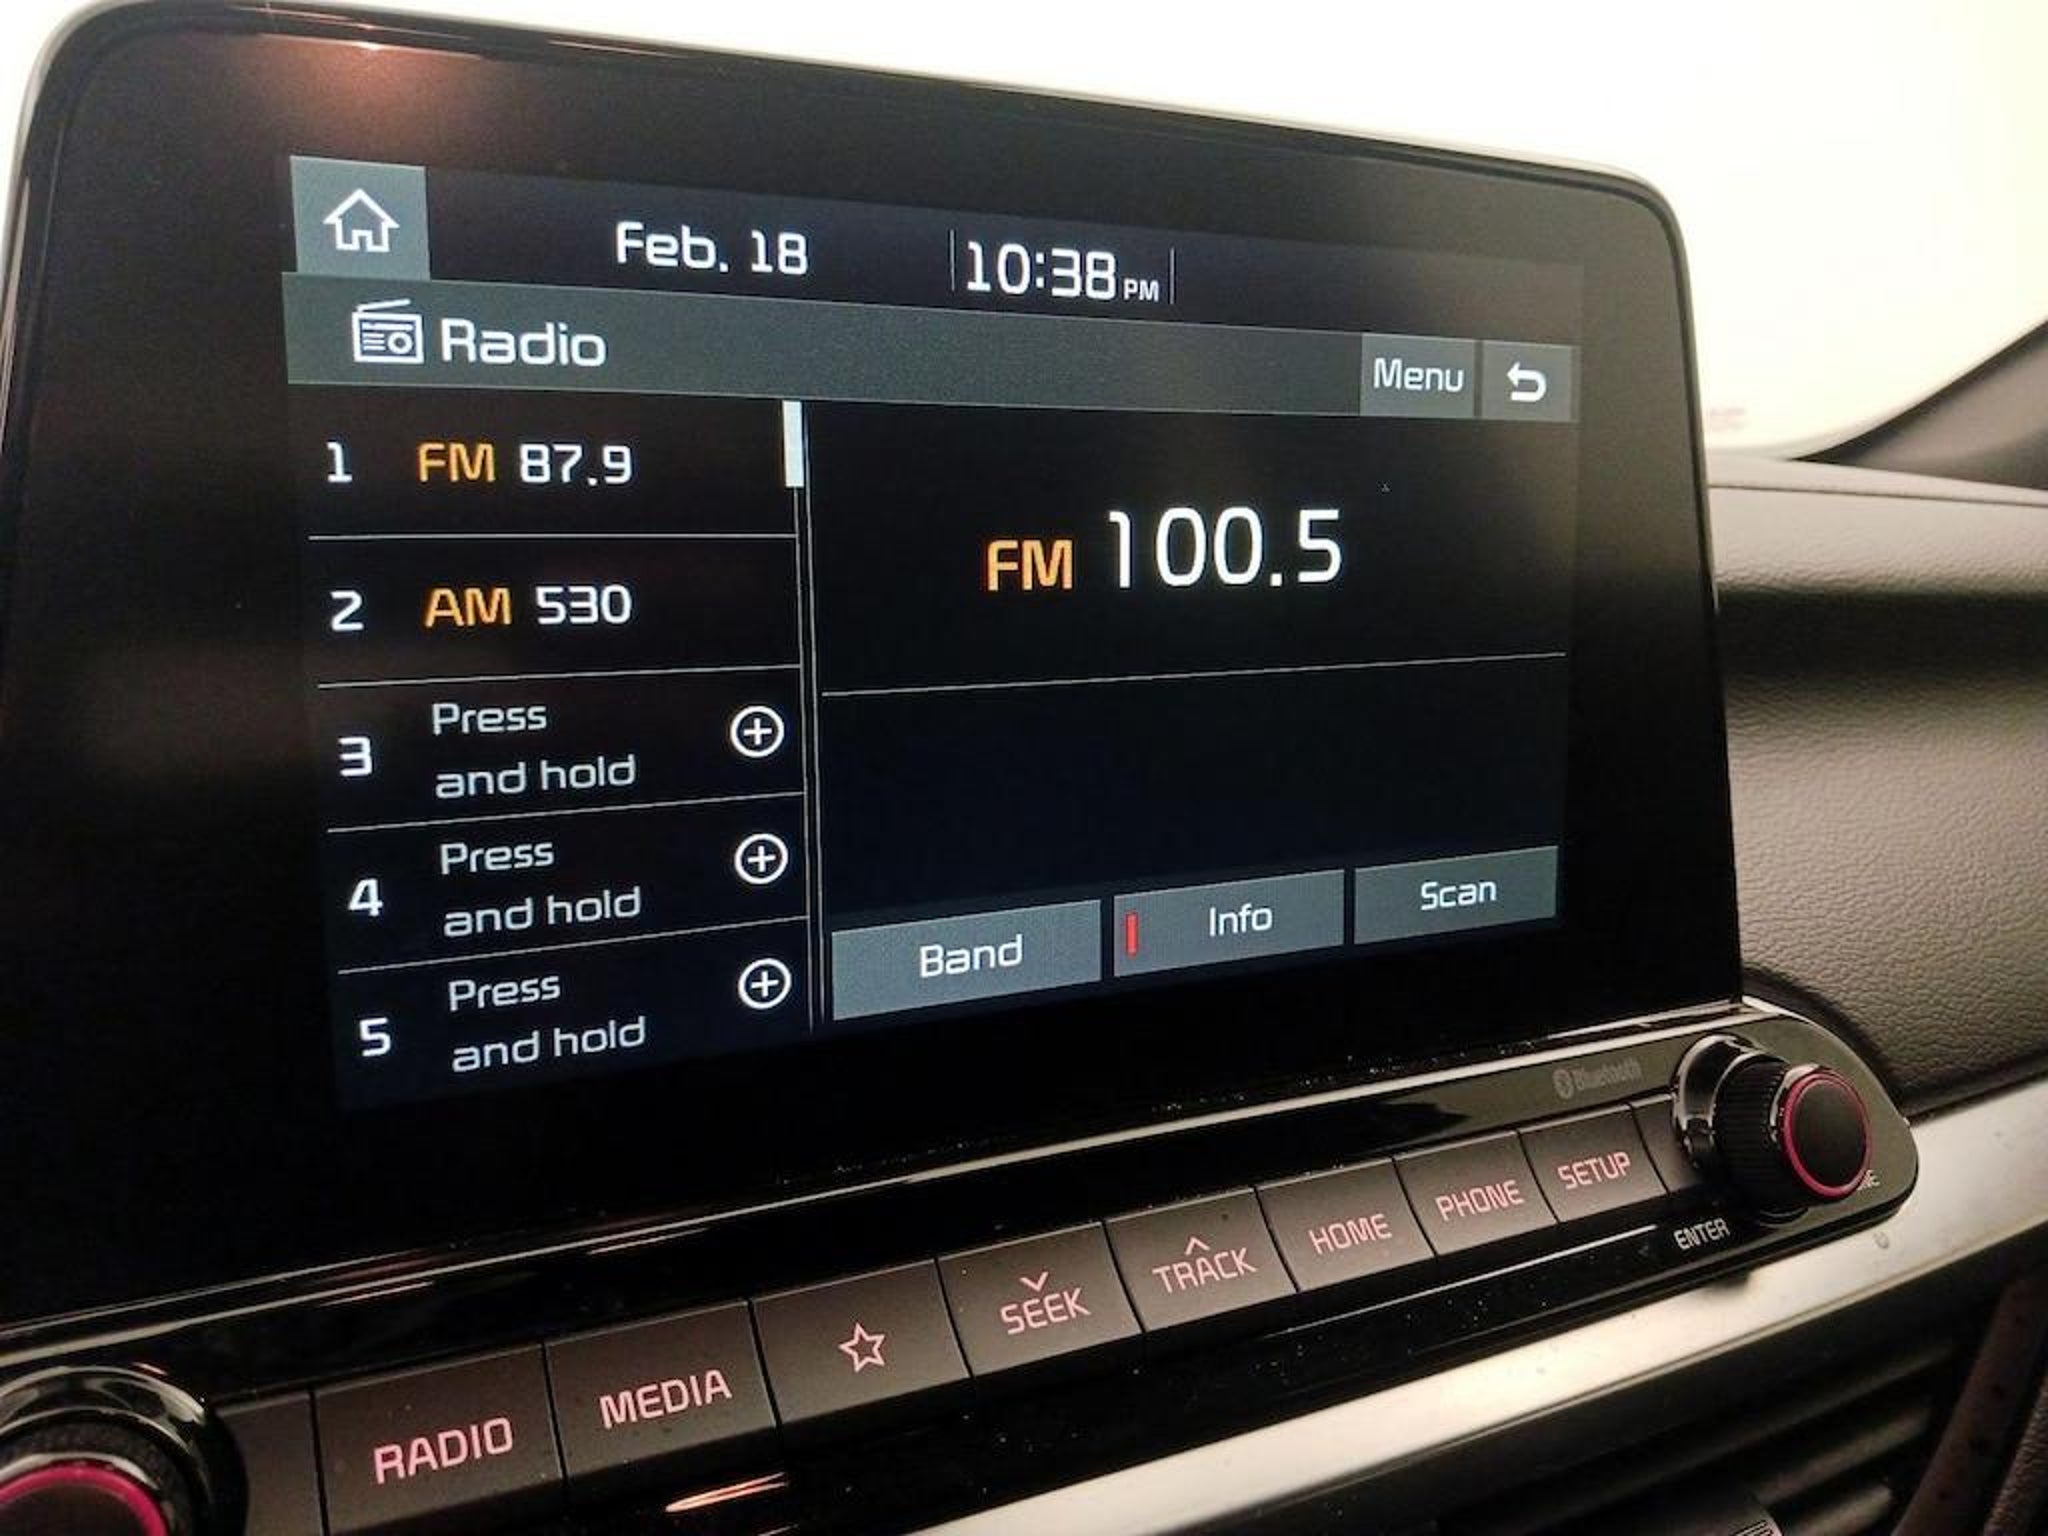 Feb. 18
10:38 PM
Radio
Menu
1 FM 87.9
FM 100.5
2 AM 530
3 Press
and hold
4 Press
and hold
5 Press
and hold
Band
Info
Scan
Bluetooth
RADIO
MEDIA
SEEK
TRACK
HOME
PHONE
SETUP
ENTER